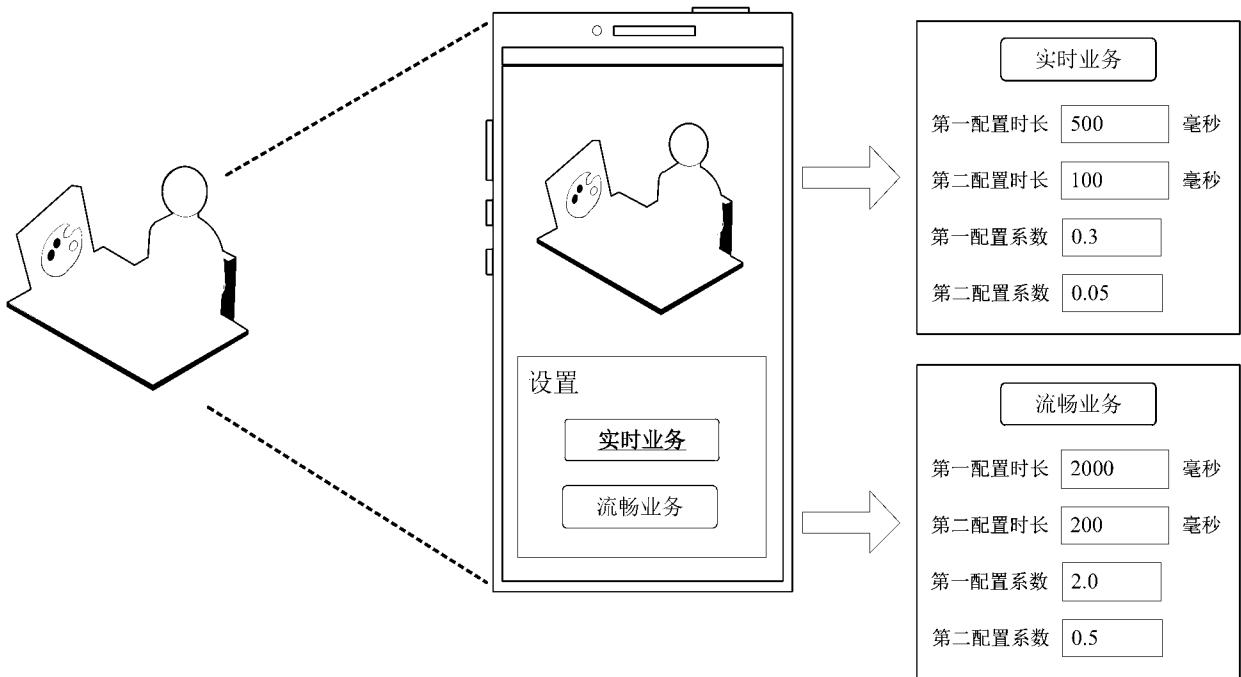 设置
实时业务
流畅业务
实时业务
第一配置时长 500 毫秒
第二配置时长 100 毫秒
第一配置系数 0.3
第二配置系数 0.05
流畅业务
第一配置时长 2000 毫秒
第二配置时长 200 毫秒
第一配置系数 2.0
第二配置系数 0.5